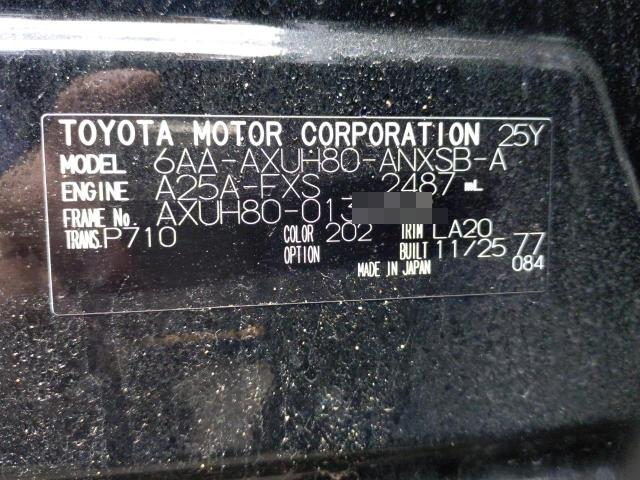 TOYOTA MOTOR CORPORATION 25Y
MODEL 6AA-AXUH80-ANXSB-A
ENGINE A25A-FXS 2487 mL
FRAME No. AXUH80-013
TRANS. P710 COLOR 202 TRIM LA20
OPTION BUILT 11/25 77
MADE IN JAPAN 084